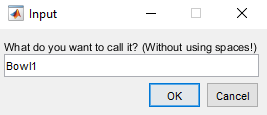 Input
What do you want to call it? (Without using spaces!)
Bowl1
OK
Cancel